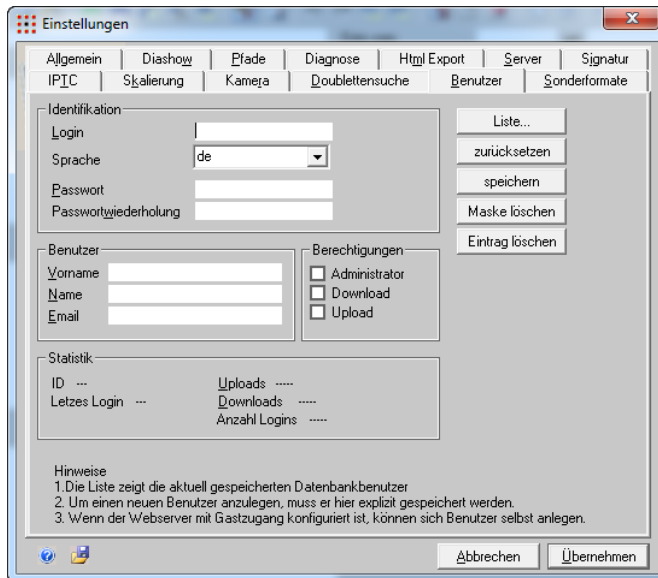 Einstellungen
Allgemein Diashow Pfade Diagnose Html Export Server Signatur
IPTC Skalierung Kamera Doublettensuche Benutzer Sonderformate
Identifikation
Login
Sprache de
Passwort
Passwortwiederholung
Liste...
zurücksetzen
speichern
Maske löschen
Eintrag löschen
Benutzer
Vorname
Name
Email
Berechtigungen
Administrator
Download
Upload
Statistik
ID ---
Letzes Login ---
Uploads -----
Downloads -----
Anzahl Logins -----
Hinweise
1.Die Liste zeigt die aktuell gespeicherten Datenbankbenutzer
2. Um einen neuen Benutzer anzulegen, muss er hier explizit gespeichert werden.
3. Wenn der Webserver mit Gastzugang konfiguriert ist, können sich Benutzer selbst anlegen.
Abbrechen Übernehmen